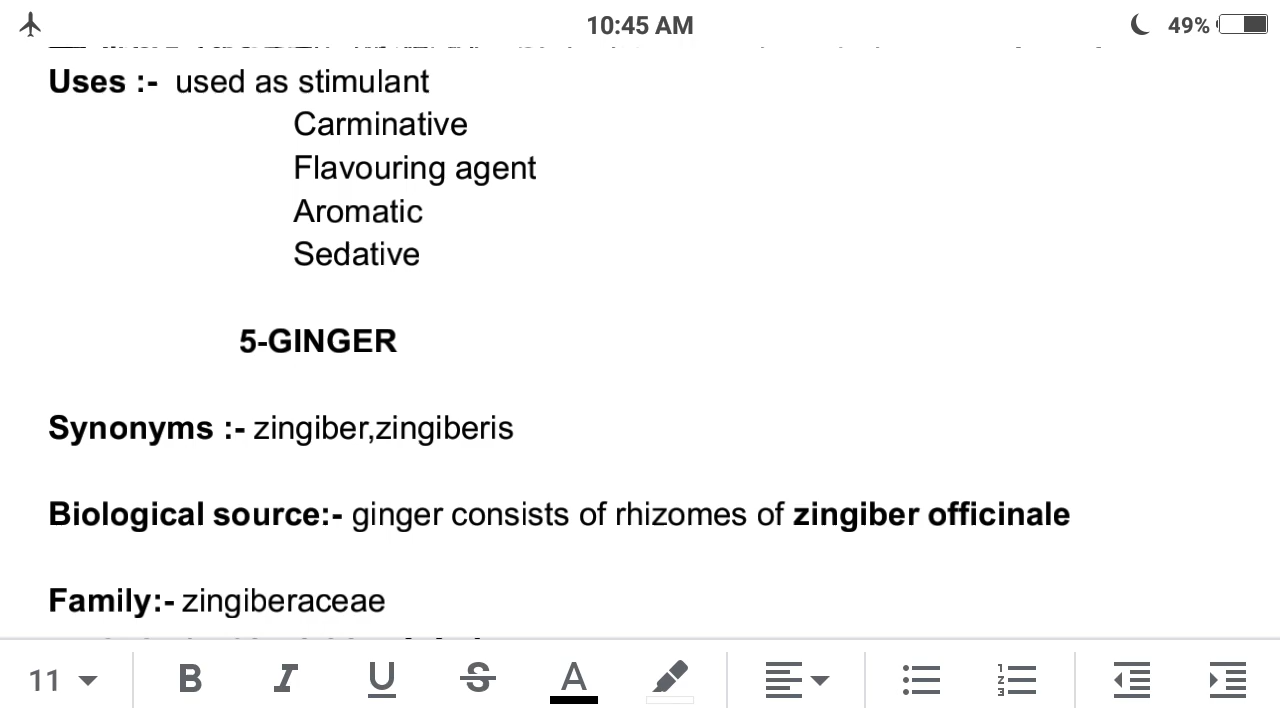 10:45 AM 49%
Uses :- used as stimulant
Carminative
Flavouring agent
Aromatic
Sedative
5-GINGER
Synonyms :- zingiber,zingiberis
Biological source:- ginger consists of rhizomes of zingiber officinale
Family:- zingiberaceae
11 B I U S A